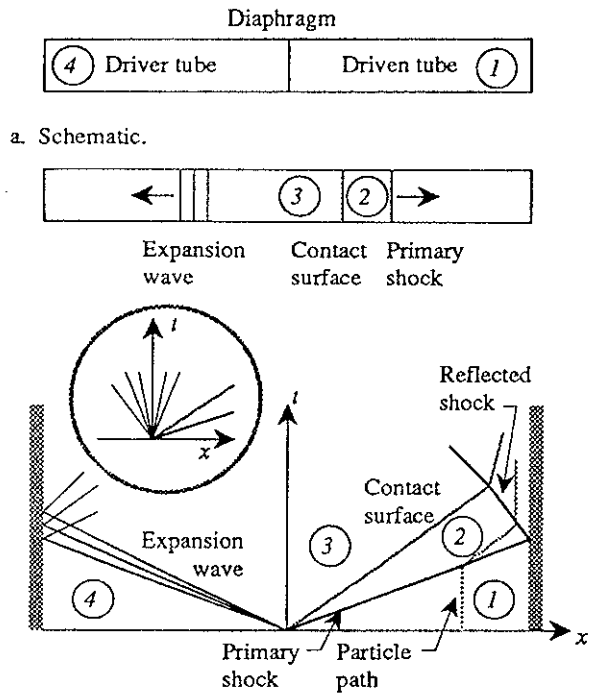 Diaphragm
4 Driver tube Driven tube 1
a. Schematic.
3 2
Expansion wave
Contact surface
Primary shock
t
x
t
Reflected shock
Contact surface
Expansion wave
3
2
4
1
x
Primary shock
Particle path